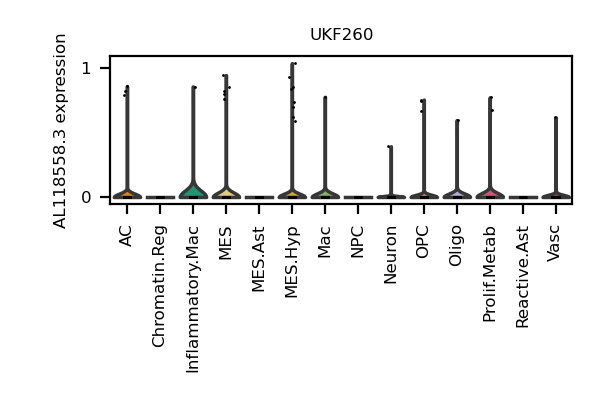 UKF260
AL118558.3 expression
1
0
AC
Chromatin.Reg
Inflammatory.Mac
MES
MES.Ast
MES.Hyp
Mac
NPC
Neuron
OPC
Oligo
Prolif.Metab
Reactive.Ast
Vasc